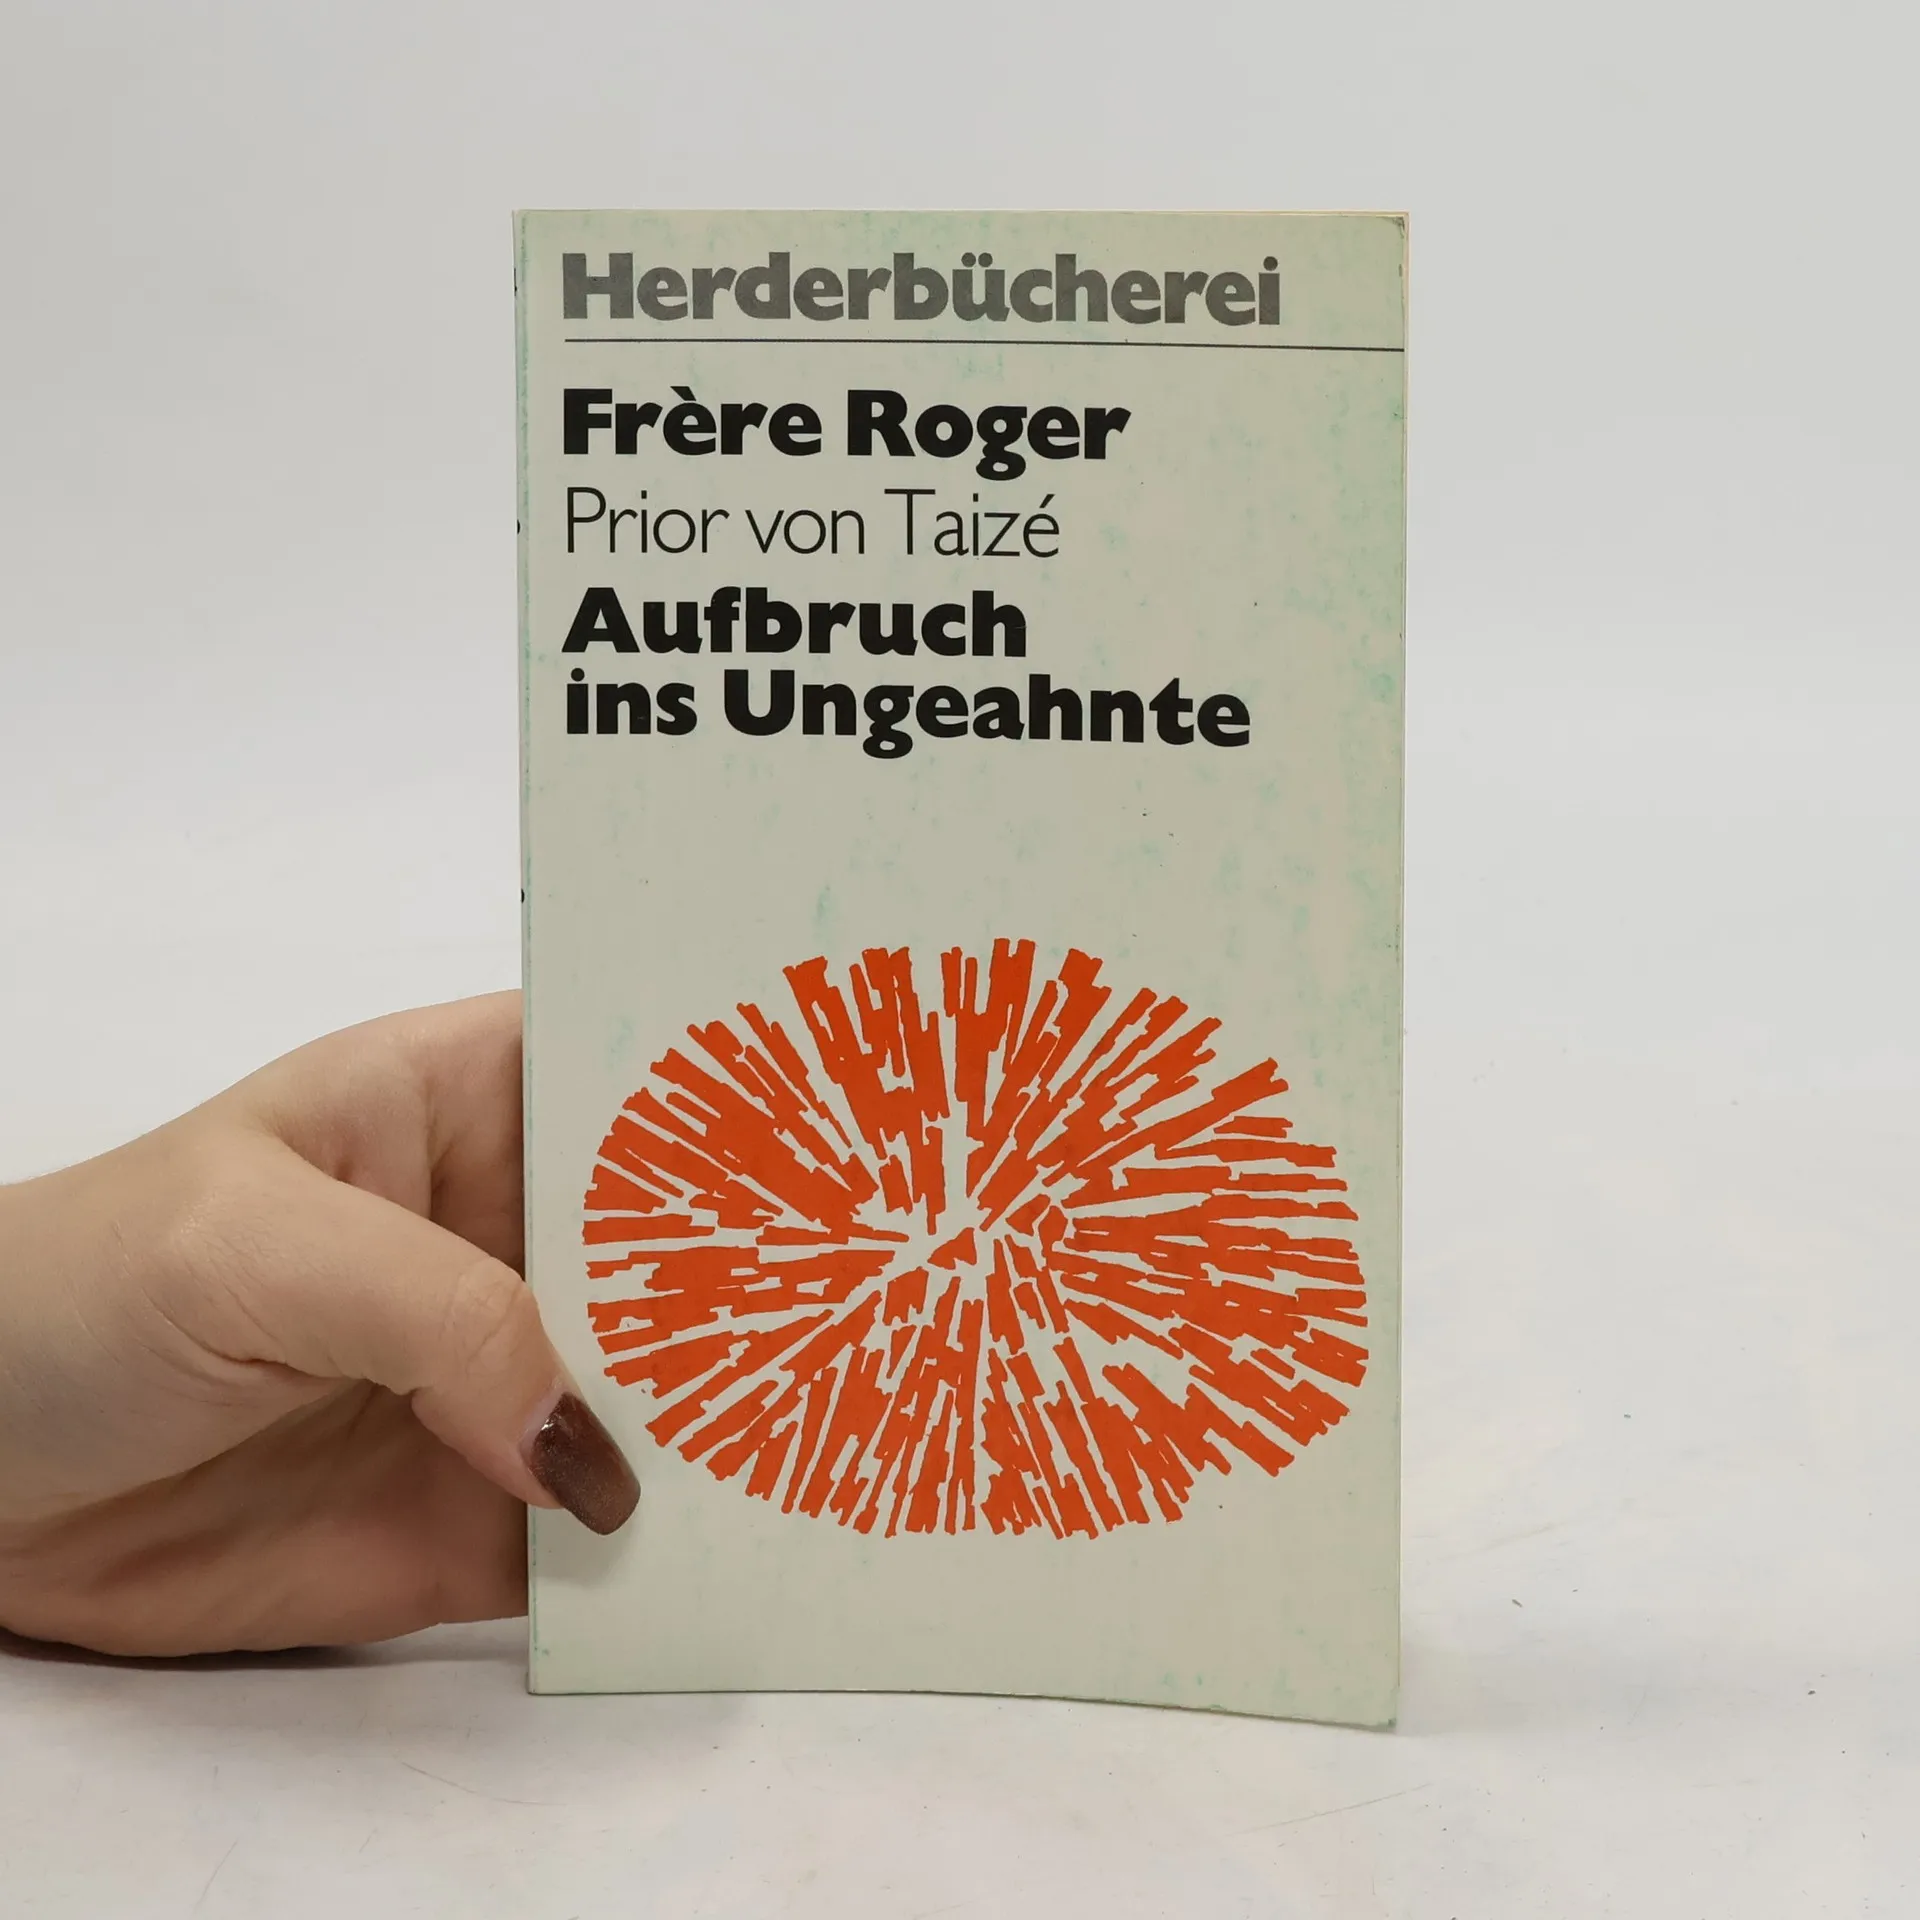 Herderbücherei
Frère Roger
Prior von Taizé
Aufbruch
ins Ungeahnte